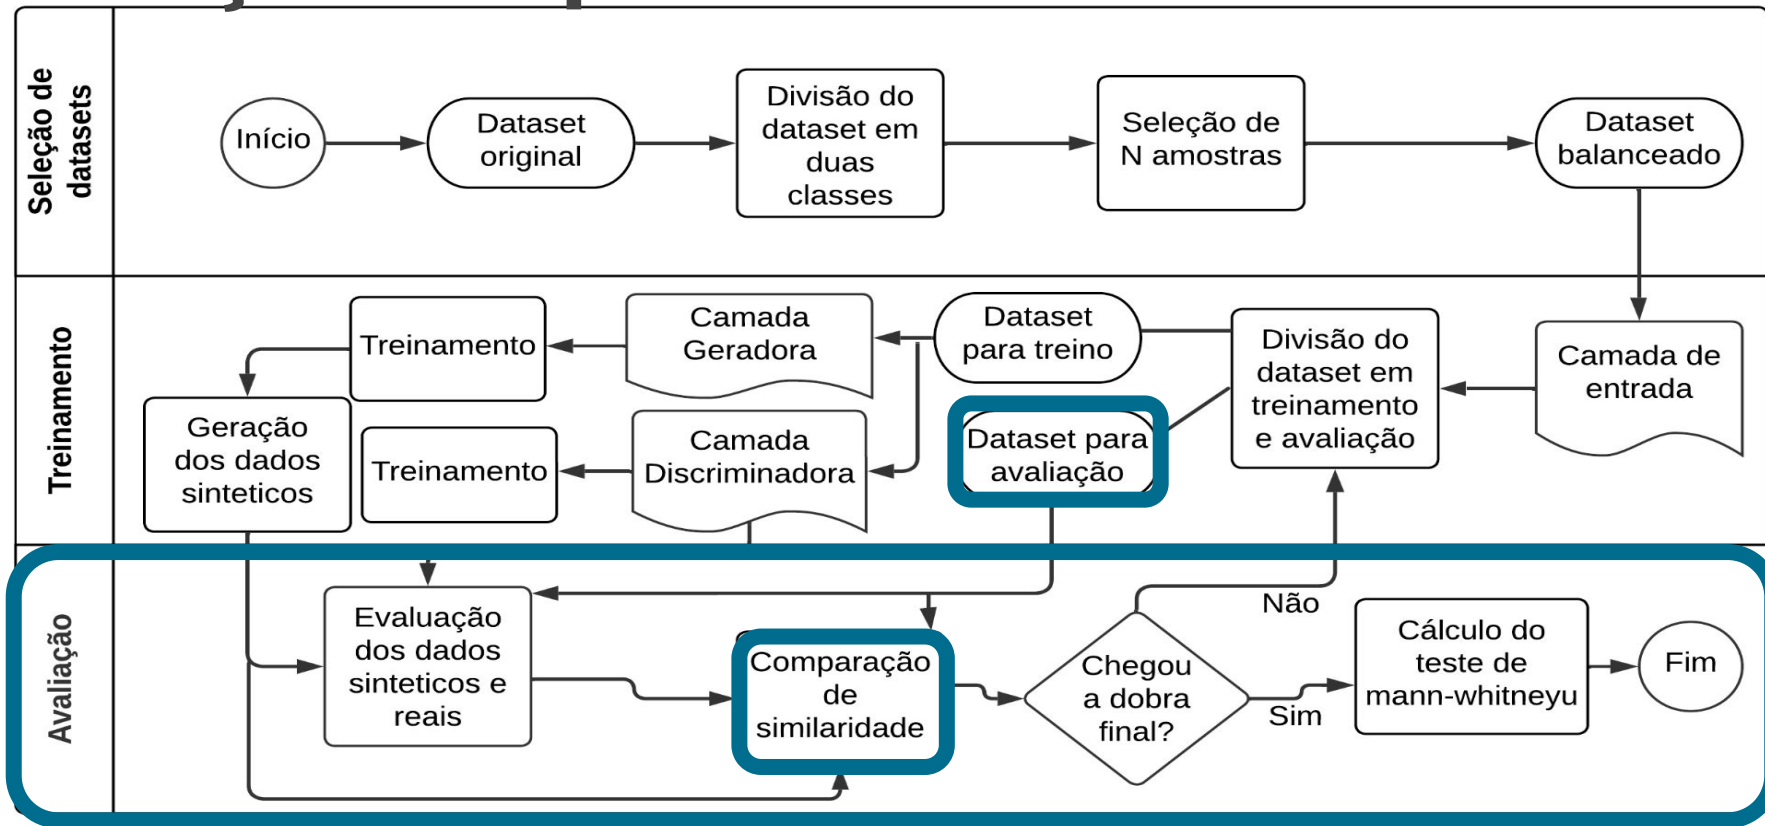 Seleção de
datasets
Início
Dataset
original
Divisão do
dataset em
duas
classes
Seleção de
N amostras
Dataset
balanceado
Treinamento
Treinamento
Camada
Geradora
Dataset
para treino
Divisão do
dataset em
treinamento
e avaliação
Camada de
entrada
Geração
dos dados
sinteticos
Treinamento
Camada
Discriminadora
Dataset para
avaliação
Avaliação
Evaluação
dos dados
sinteticos e
reais
Comparação
de
similaridade
Chegou
a dobra
final?
Não
Sim
Cálculo do
teste de
mann-whitneyu
Fim